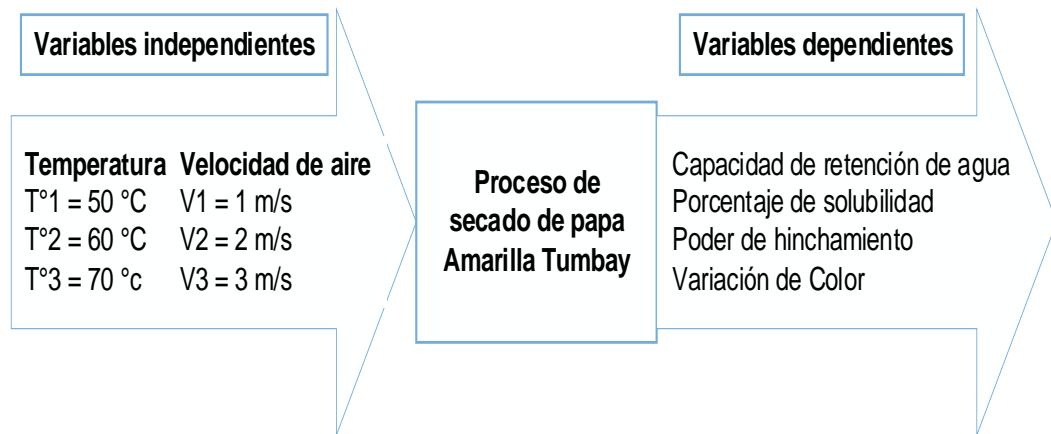 Variables independientes
Variables dependientes
Temperatura Velocidad de aire
T°1 = 50 °C V1 = 1 m/s
T°2 = 60 °C V2 = 2 m/s
T°3 = 70 °c V3 = 3 m/s
Proceso de
secado de papa
Amarilla Tumbay
Capacidad de retención de agua
Porcentaje de solubilidad
Poder de hinchamiento
Variación de Color